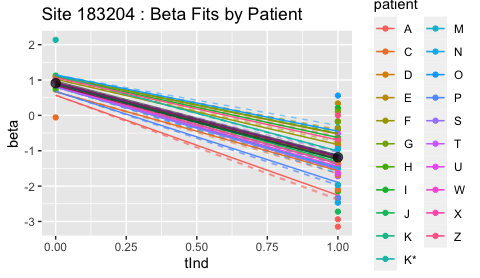 Site 183204 : Beta Fits by Patient
patient
A
C
D
E
F
G
H
I
J
K
K*
M
N
O
P
S
T
U
W
X
Z
beta
2
1
0
-1
-2
-3
0.00
0.25
0.50
0.75
1.00
tInd